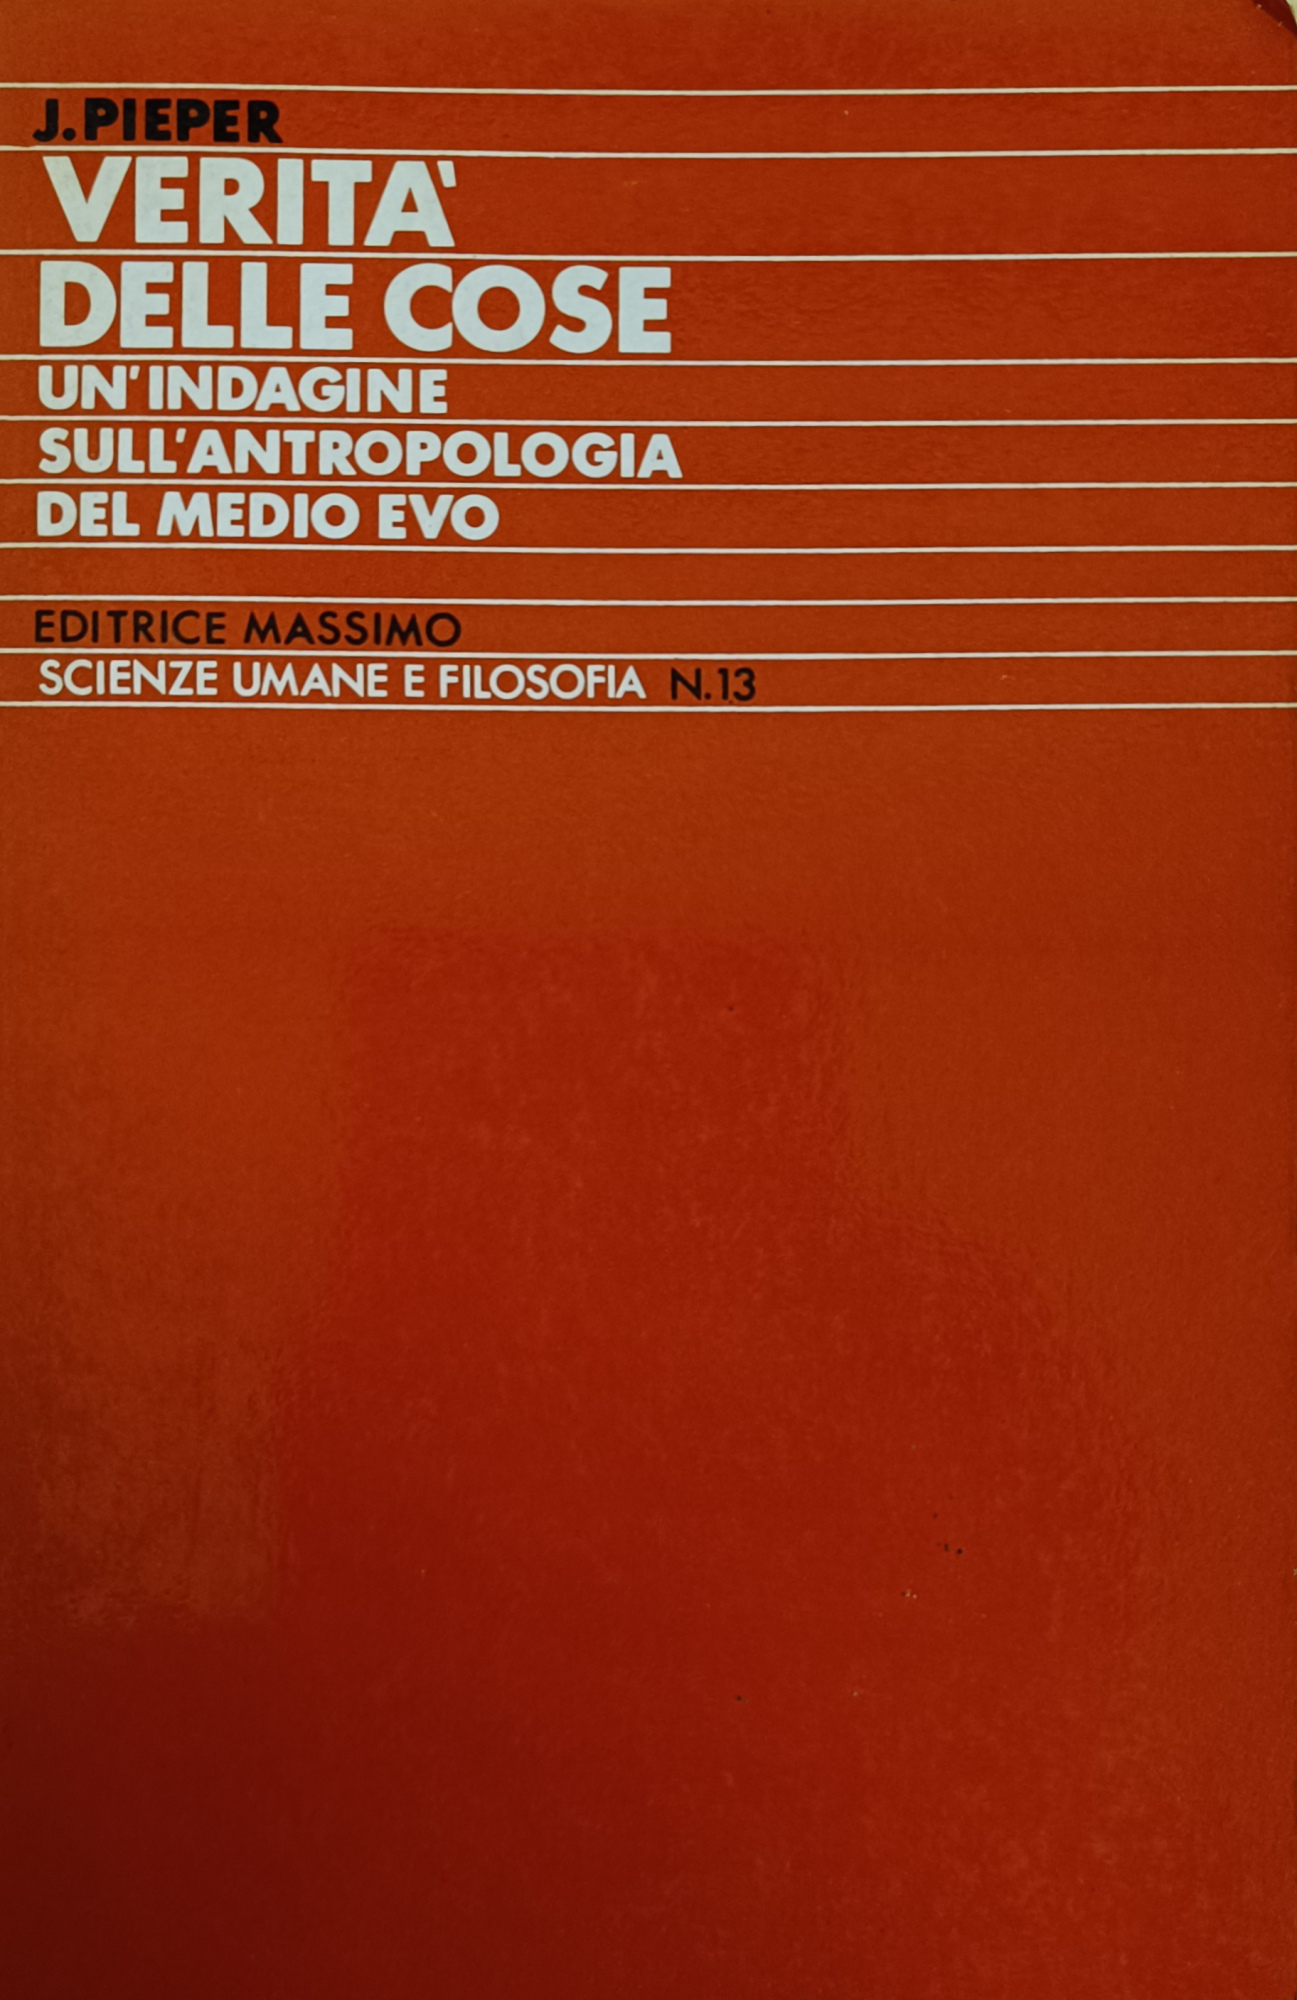 J. PIEPER
VERITA'
DELLE COSE
UN'INDAGINE
SULL'ANTROPOLOGIA
DEL MEDIO EVO
EDITRICE MASSIMO
SCIENZE UMANE E FILOSOFIA N.13